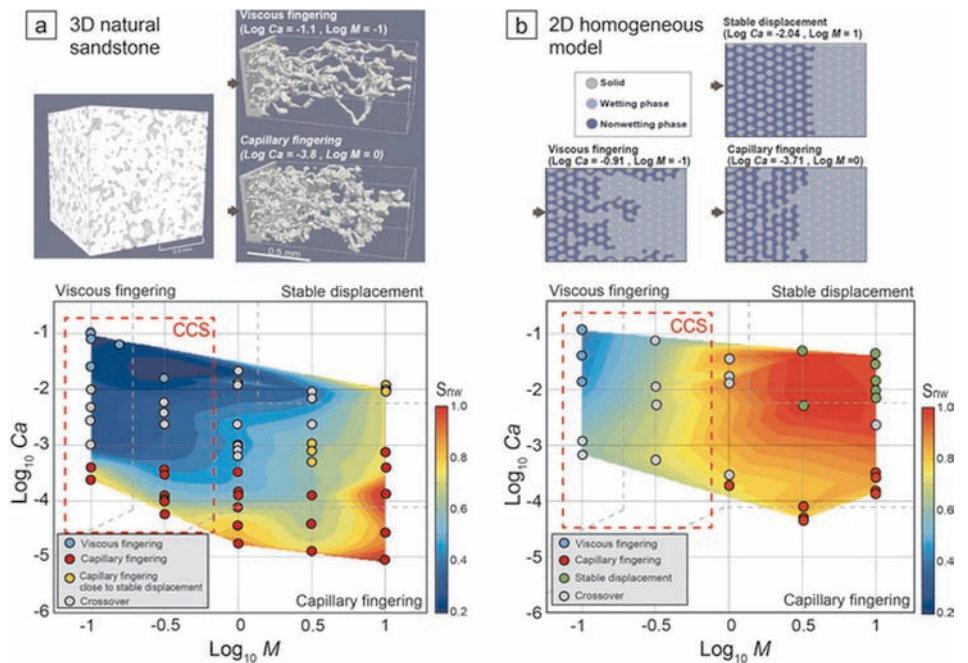 a
3D natural
sandstone
Viscous fingering
(Log Ca = -1.1 , Log M = -1)
Capillary fingering
(Log Ca = -3.8 , Log M = 0)
0.5 mm
b
2D homogeneous
model
Stable displacement
(Log Ca = -2.04 , Log M = 1)
Solid
Wetting phase
Nonwetting phase
Viscous fingering
(Log Ca = -0.91 , Log M = -1)
Capillary fingering
(Log Ca = -3.71 , Log M =0)
Viscous fingering
Stable displacement
CCS
-1
-2
-3
-4
-5
-6
Log10 Ca
Snw
1.0
0.8
0.6
0.4
0.2
Viscous fingering
Capillary fingering
Capillary fingering
close to stable displacement
Crossover
Capillary fingering
-1
-0.5
0
0.5
1
Log10 M
Viscous fingering
Stable displacement
CCS
-1
-2
-3
-4
-5
-6
Log10 Ca
Snw
1.0
0.8
0.6
0.4
0.2
Viscous fingering
Capillary fingering
Stable displacement
Crossover
Capillary fingering
-1
-0.5
0
0.5
1
Log10 M